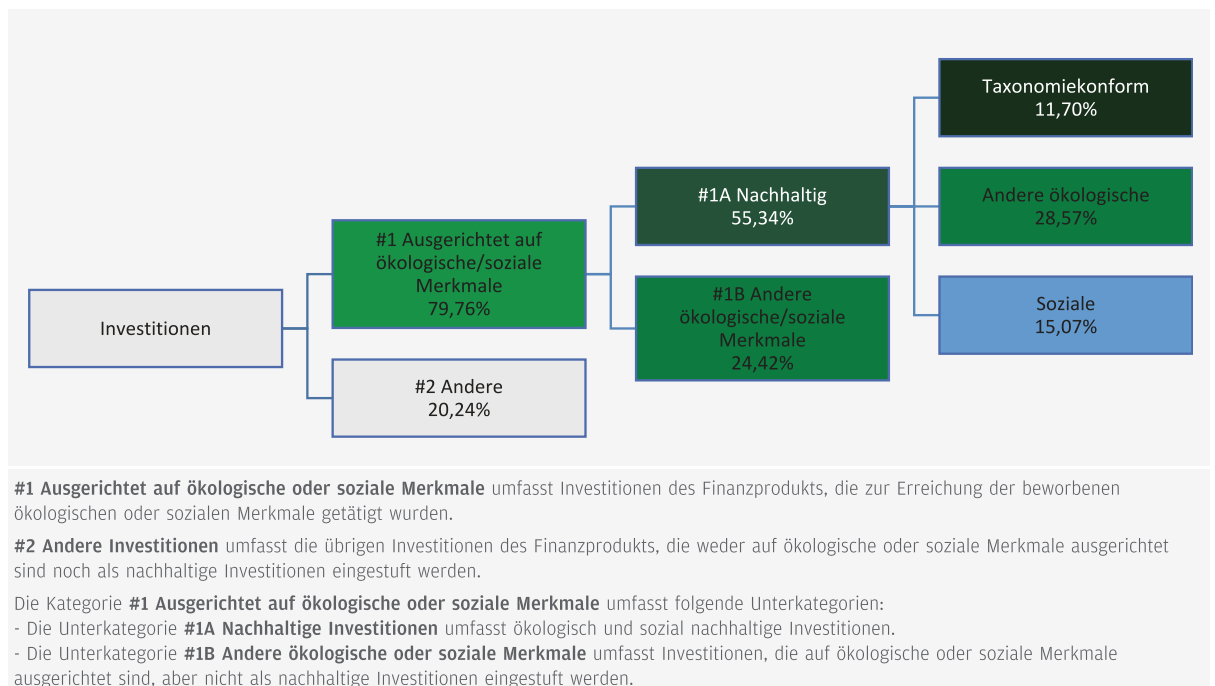 Investitionen
#1 Ausgerichtet auf
ökologische/soziale
Merkmale
79,76%
#2 Andere
20,24%
#1A Nachhaltig
55,34%
#1B Andere
ökologische/soziale
Merkmale
24,42%
Taxonomiekonform
11,70%
Andere ökologische
28,57%
Soziale
15,07%
#1 Ausgerichtet auf ökologische oder soziale Merkmale umfasst Investitionen des Finanzprodukts, die zur Erreichung der beworbenen
ökologischen oder sozialen Merkmale getätigt wurden.
#2 Andere Investitionen umfasst die übrigen Investitionen des Finanzprodukts, die weder auf ökologische oder soziale Merkmale ausgerichtet
sind noch als nachhaltige Investitionen eingestuft werden.
Die Kategorie #1 Ausgerichtet auf ökologische oder soziale Merkmale umfasst folgende Unterkategorien:
- Die Unterkategorie #1A Nachhaltige Investitionen umfasst ökologisch und sozial nachhaltige Investitionen.
- Die Unterkategorie #1B Andere ökologische oder soziale Merkmale umfasst Investitionen, die auf ökologische oder soziale Merkmale
ausgerichtet sind, aber nicht als nachhaltige Investitionen eingestuft werden.